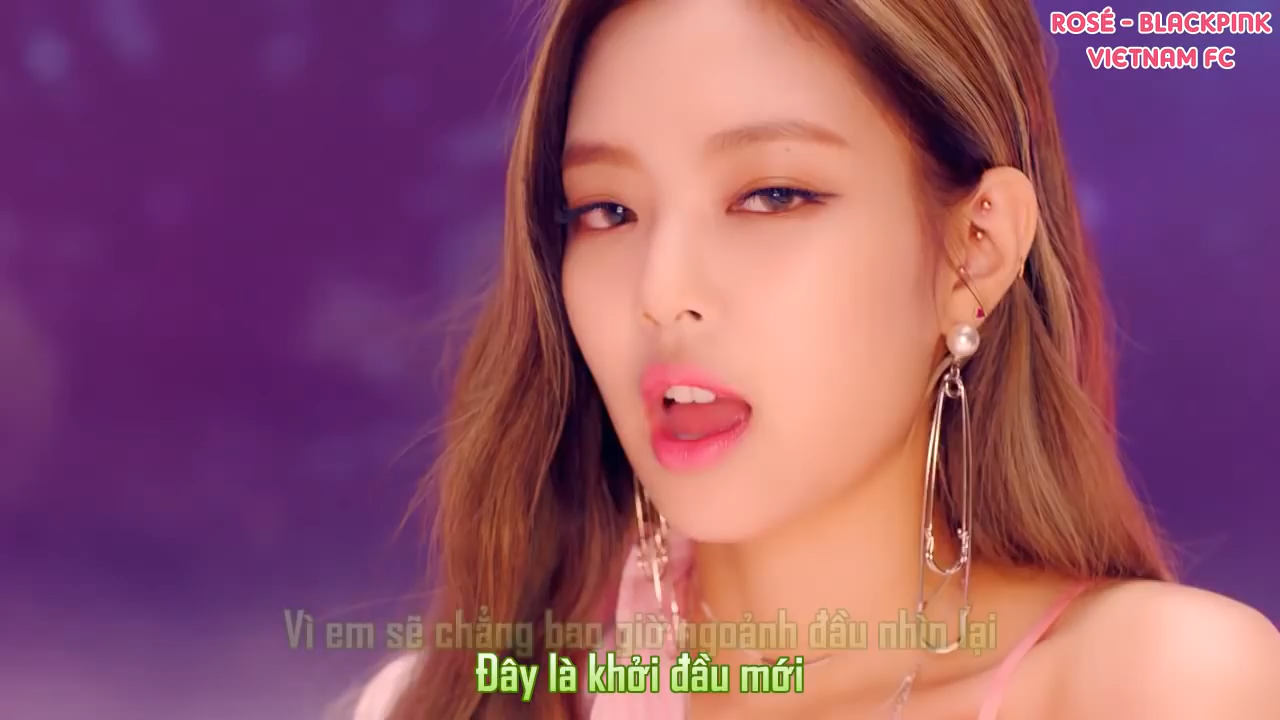 ROSÉ - BLACKPINK
VIETNAM FC
Vì em sẽ chẳng bao giờ ngoảnh đầu nhìn lại
Đây là khởi đầu mới